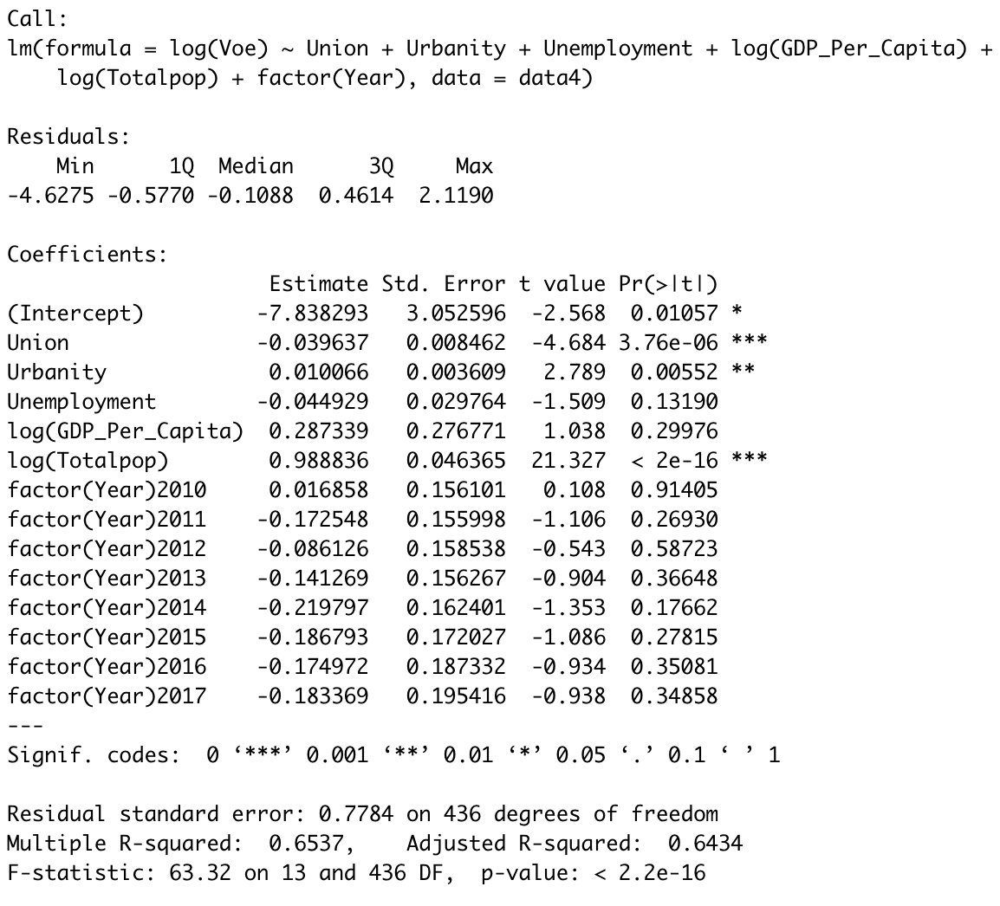 Call:
lm(formula = log(Voe) ~ Union + Urbanity + Unemployment + log(GDP_Per_Capita) +
    log(Totalpop) + factor(Year), data = data4)

Residuals:
    Min      1Q  Median      3Q     Max
-4.6275 -0.5770 -0.1088  0.4614  2.1190

Coefficients:
                     Estimate Std. Error t value Pr(>|t|)
(Intercept)         -7.838293   3.052596  -2.568  0.01057 *
Union               -0.039637   0.008462  -4.684 3.76e-06 ***
Urbanity             0.010066   0.003609   2.789  0.00552 **
Unemployment        -0.044929   0.029764  -1.509  0.13190
log(GDP_Per_Capita)  0.287339   0.276771   1.038  0.29976
log(Totalpop)        0.988836   0.046365  21.327  < 2e-16 ***
factor(Year)2010     0.016858   0.156101   0.108  0.91405
factor(Year)2011    -0.172548   0.155998  -1.106  0.26930
factor(Year)2012    -0.086126   0.158538  -0.543  0.58723
factor(Year)2013    -0.141269   0.156267  -0.904  0.36648
factor(Year)2014    -0.219797   0.162401  -1.353  0.17662
factor(Year)2015    -0.186793   0.172027  -1.086  0.27815
factor(Year)2016    -0.174972   0.187332  -0.934  0.35081
factor(Year)2017    -0.183369   0.195416  -0.938  0.34858
---
Signif. codes:  0 ‘***’ 0.001 ‘**’ 0.01 ‘*’ 0.05 ‘.’ 0.1 ‘ ’ 1

Residual standard error: 0.7784 on 436 degrees of freedom
Multiple R-squared:  0.6537,    Adjusted R-squared:  0.6434
F-statistic: 63.32 on 13 and 436 DF,  p-value: < 2.2e-16